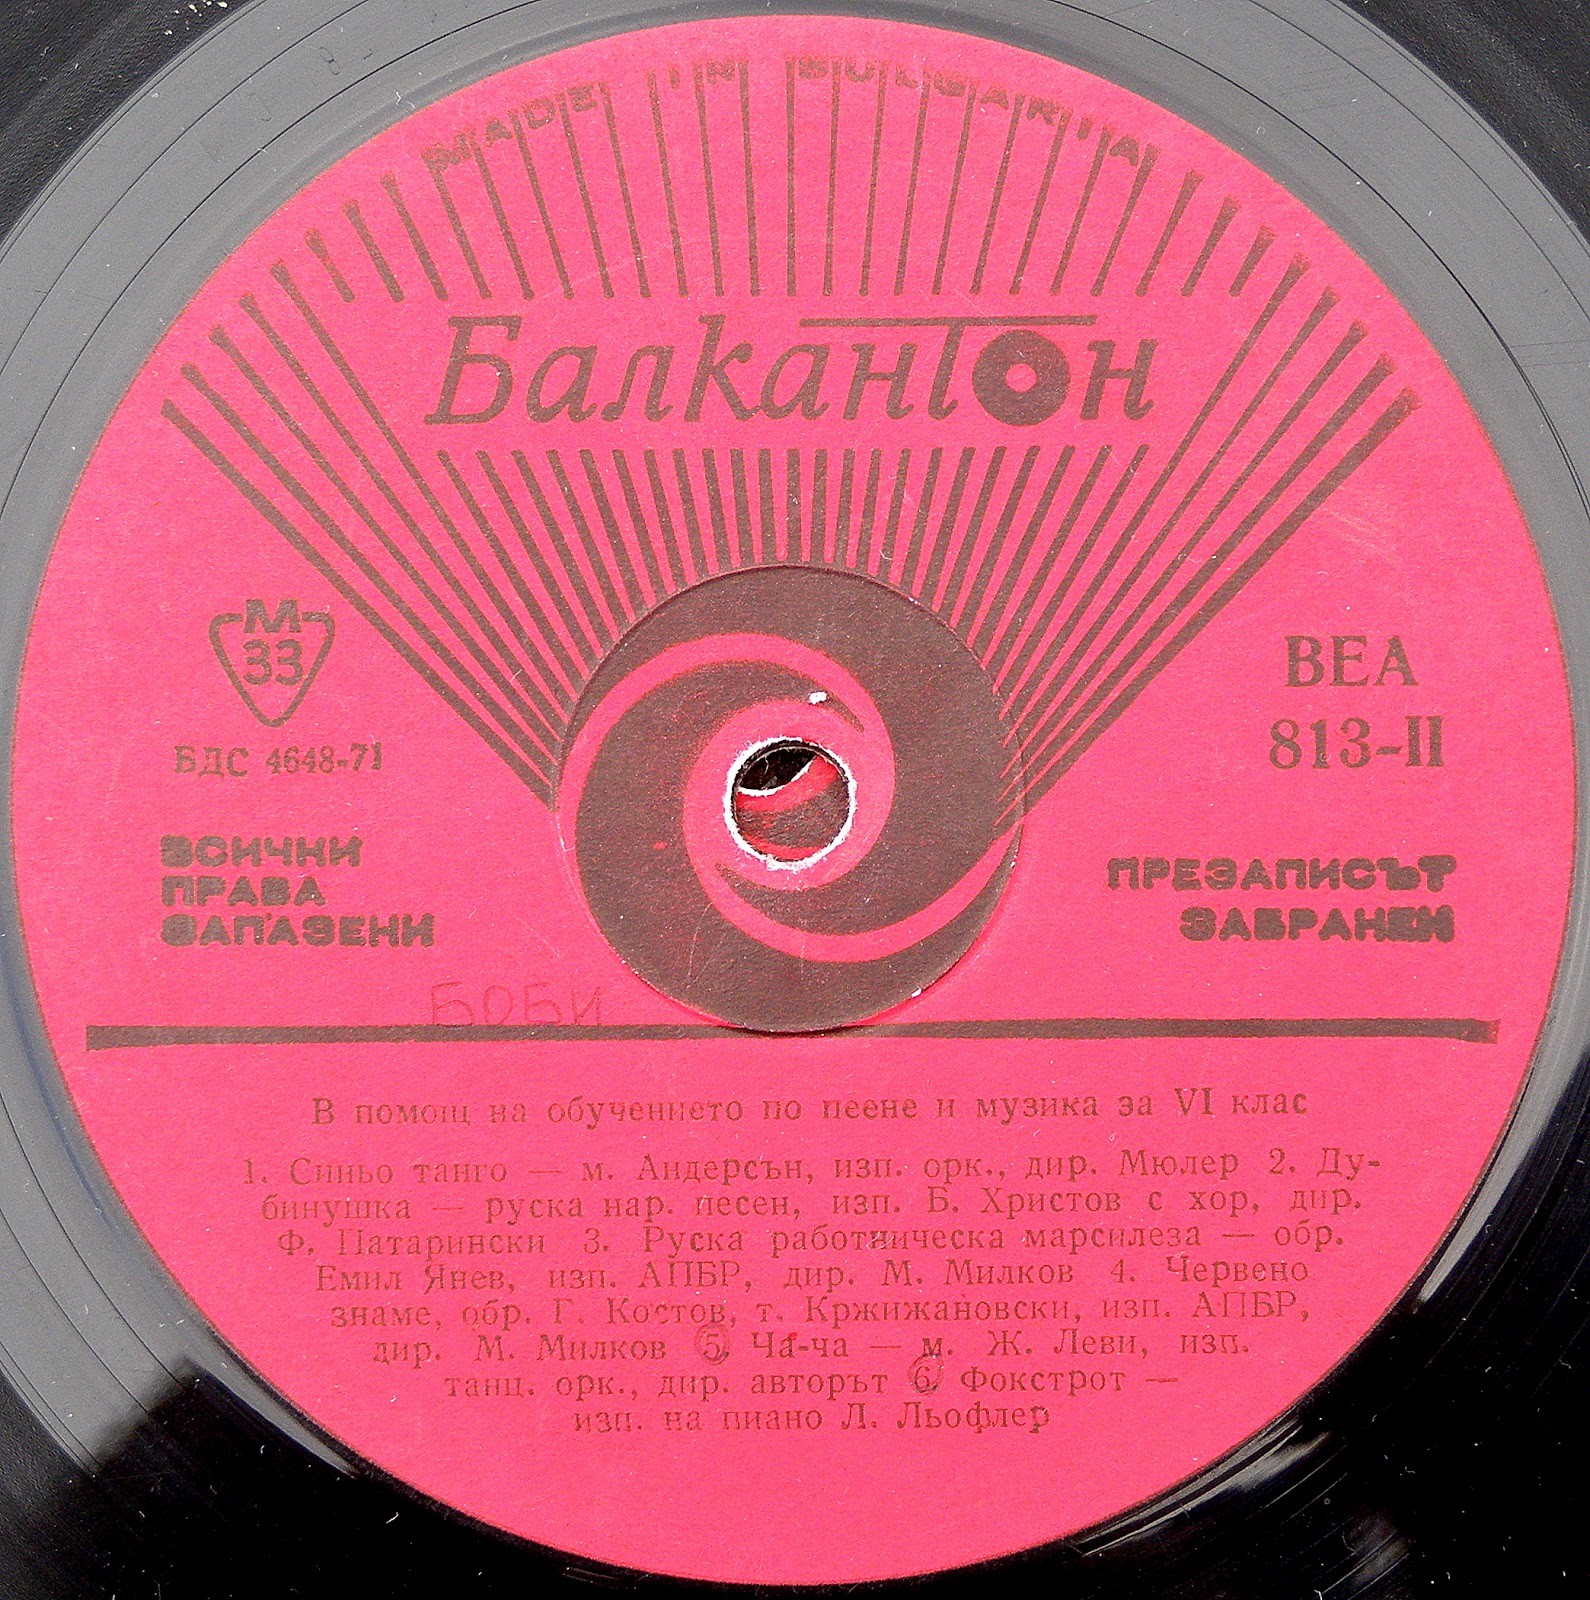 MADE IN BULGARIA
Балкантон
М
33
БДС 4648-71
ВЕА
813-II
ВСИЧКИ
ПРАВА
ЗАПАЗЕНИ
ПРЕЗАПИСЪТ
ЗАБРАНЕН
БОБИ
В помощ на обучението по пеене и музика за VI клас
1. Синьо танго — м. Андерсън, изп. орк., дир. Мюлер 2. Ду-
бинушка — руска нар. песен, изп. Б. Христов с хор, дир.
Ф. Патарински 3. Руска работническа марсилеза — обр.
Емил Янев, изп. АПБР, дир. М. Милков 4. Червено
знаме, обр. Г. Костов, т. Кржижановски, изп. АПБР,
дир. М. Милков 5 Ча-ча — м. Ж. Леви, изп.
танц. орк., дир. авторът 6 Фокстрот —
изп. на пиано Л. Льофлер